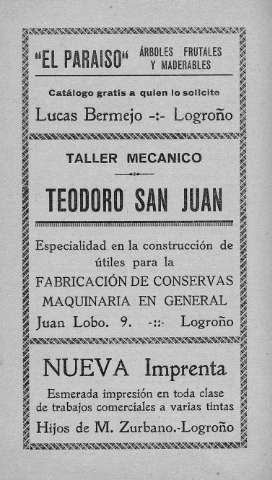 "EL PARAISO" ÁRBOLES FRUTALES
Y MADERABLES
Catálogo gratis a quien lo solicite
Lucas Bermejo -:- Logroño
TALLER MECANICO
TEODORO SAN JUAN
Especialidad en la construcción de
útiles para la
FABRICACIÓN DE CONSERVAS
MAQUINARIA EN GENERAL
Juan Lobo. 9. -::- Logroño
NUEVA Imprenta
Esmerada impresión en toda clase
de trabajos comerciales a varias tintas
Hijos de M. Zurbano.-Logroño